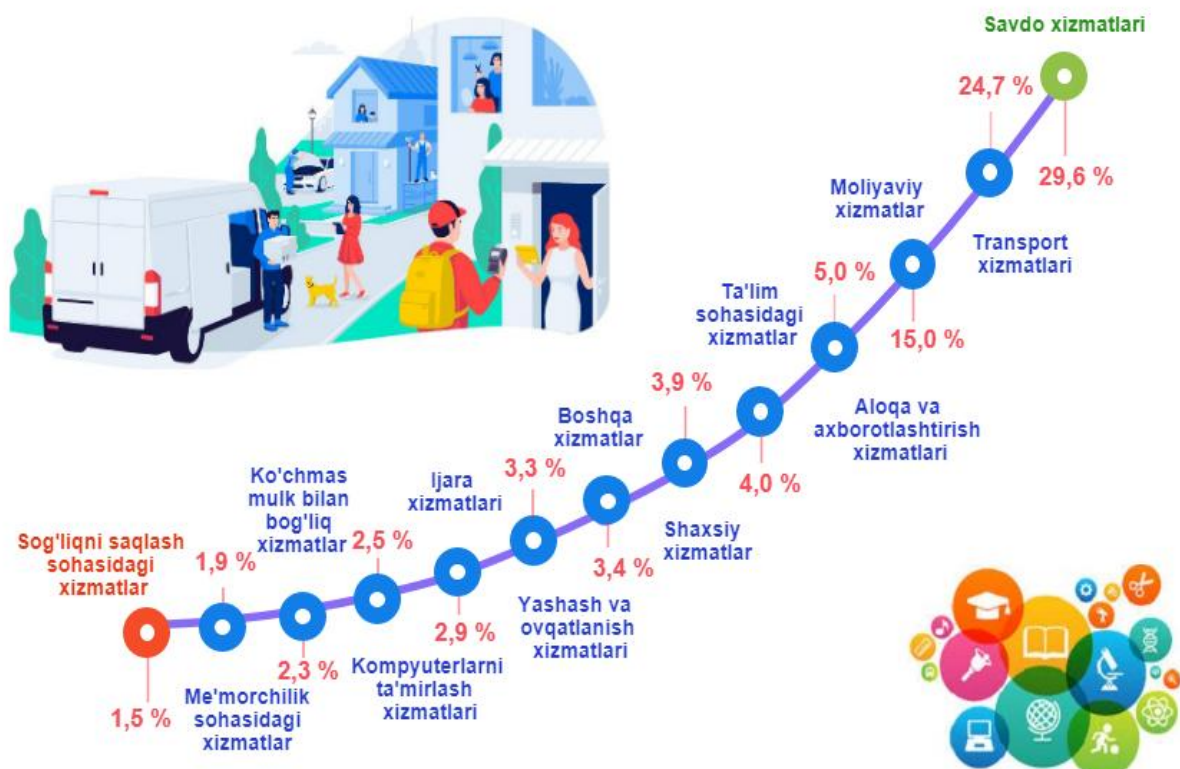 Savdo xizmatlari
24,7 %
29,6 %
Moliyaviy
xizmatlar
Transport
xizmatlari
5,0 %
15,0 %
Ta'lim
sohasidagi
xizmatlar
3,9 %
Aloqa va
axborotlashtirish
xizmatlari
Boshqa
xizmatlar
4,0 %
3,3 %
Ijara
xizmatlari
Ko'chmas
mulk bilan
bog'liq
xizmatlar
Shaxsiy
xizmatlar
2,5 %
3,4 %
Sog'liqni saqlash
sohasidagi
xizmatlar
1,9 %
Yashash va
ovqatlanish
xizmatlari
2,9 %
2,3 %
Kompyuterlarni
ta'mirlash
xizmatlari
1,5 %
Me'morchilik
sohasidagi
xizmatlar